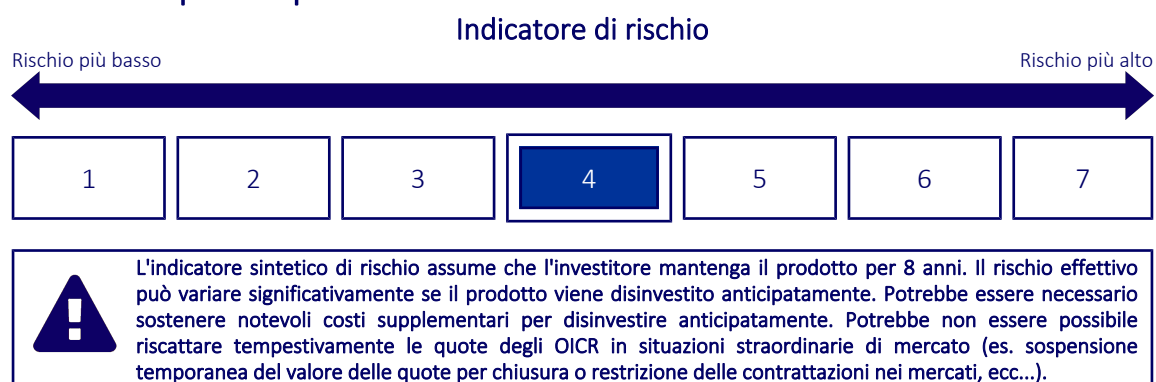 Indicatore di rischio
Rischio più basso
Rischio più alto
1
2
3
4
5
6
7
L'indicatore sintetico di rischio assume che l'investitore mantenga il prodotto per 8 anni. Il rischio effettivo
può variare significativamente se il prodotto viene disinvestito anticipatamente. Potrebbe essere necessario
sostenere notevoli costi supplementari per disinvestire anticipatamente. Potrebbe non essere possibile
riscattare tempestivamente le quote degli OICR in situazioni straordinarie di mercato (es. sospensione
temporanea del valore delle quote per chiusura o restrizione delle contrattazioni nei mercati, ecc...).